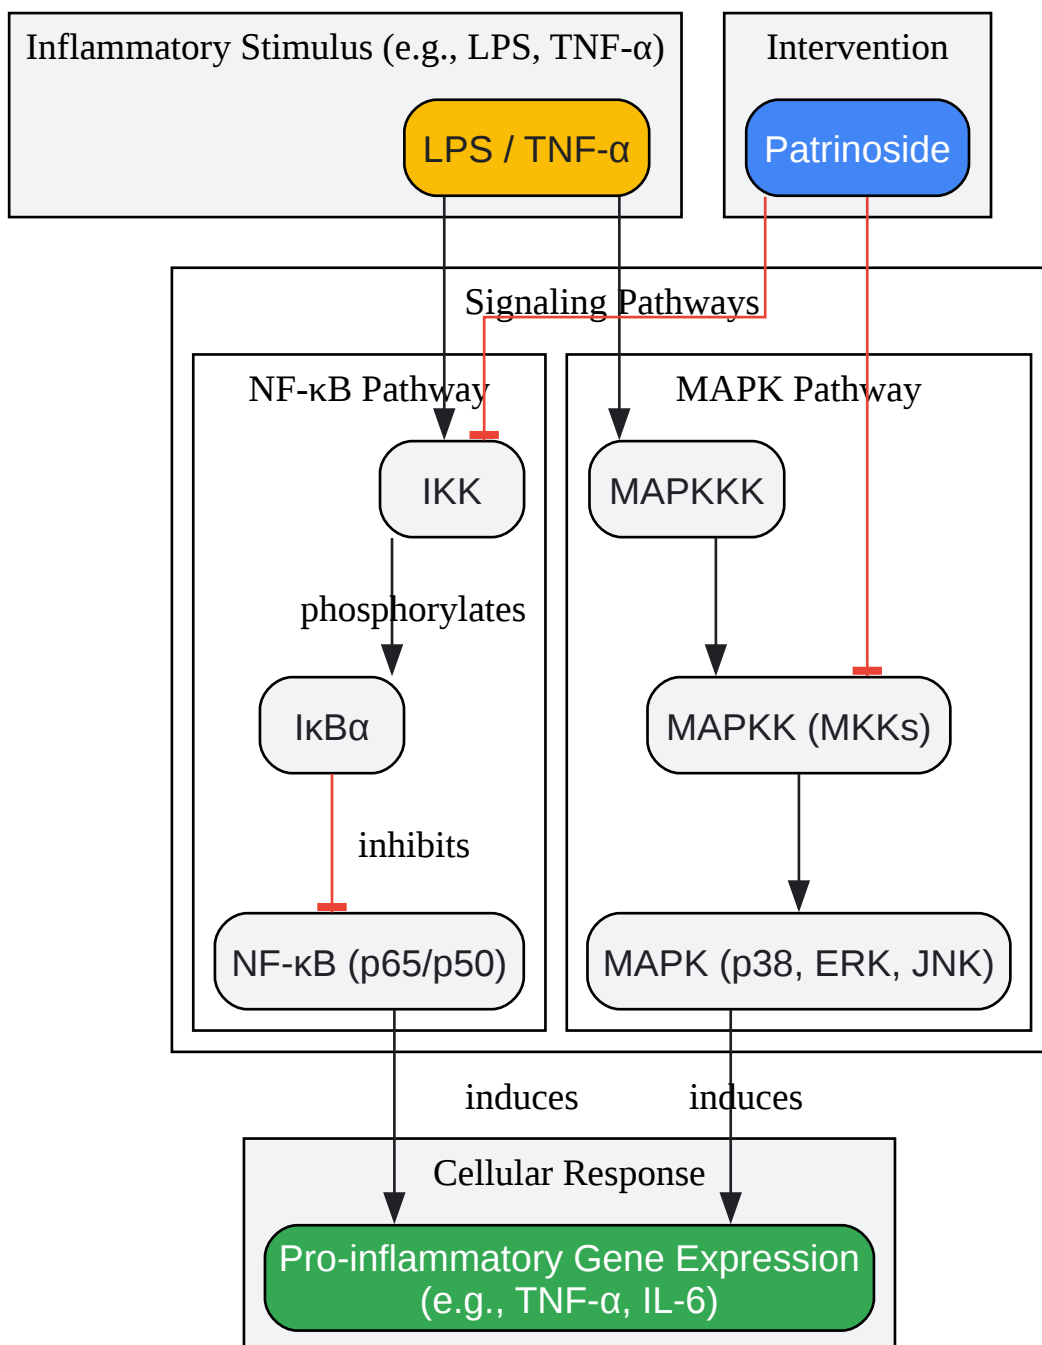 Inflammatory Stimulus (e.g., LPS, TNF-α)
Intervention
LPS / TNF-α
Patrinoside
Signaling Pathways
NF-κB Pathway
MAPK Pathway
IKK
MAPKKK
phosphorylates
IκBα
MAPKK (MKKs)
inhibits
NF-κB (p65/p50)
MAPK (p38, ERK, JNK)
induces
induces
Cellular Response
Pro-inflammatory Gene Expression
(e.g., TNF-α, IL-6)